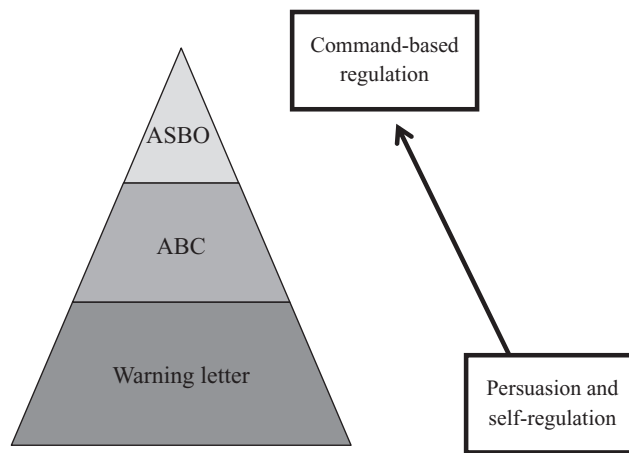 Command-based
regulation
ASBO
ABC
Warning letter
Persuasion and
self-regulation